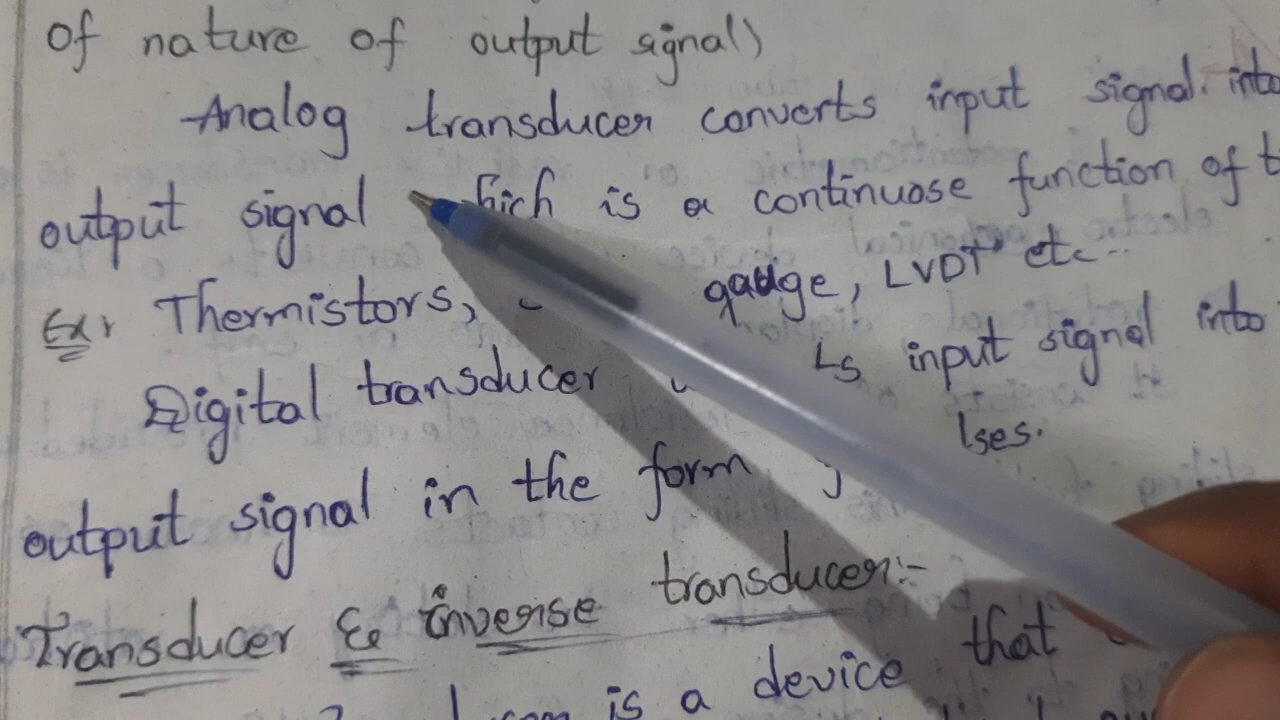 of nature of output signal)
Analog transducer converts input signal into
output signal which is a continuose function of
Ex: Thermistors, gauge, LVDT etc...
Digital transducer input signal into
output signal in the form
Transducer & inverse transducer:-
is a device that